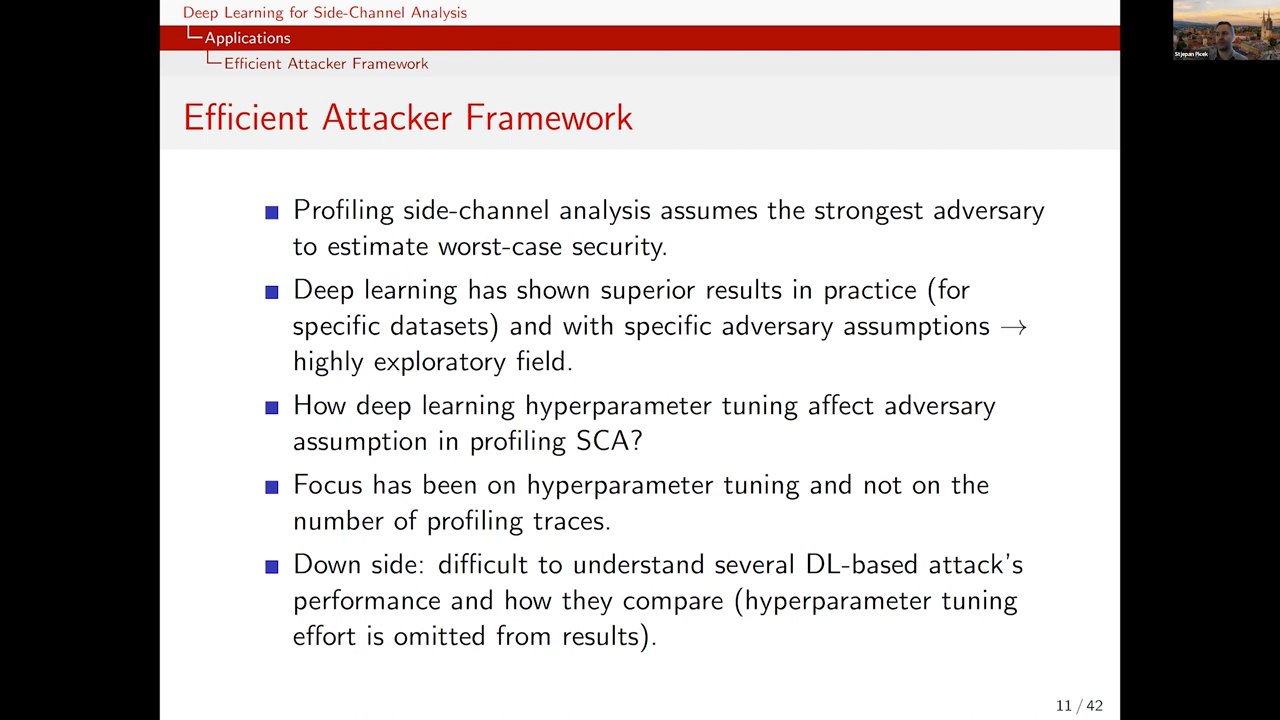 Deep Learning for Side-Channel Analysis
Applications
Efficient Attacker Framework
Stjepan Picek
Efficient Attacker Framework
Profiling side-channel analysis assumes the strongest adversary
to estimate worst-case security.
Deep learning has shown superior results in practice (for
specific datasets) and with specific adversary assumptions →
highly exploratory field.
How deep learning hyperparameter tuning affect adversary
assumption in profiling SCA?
Focus has been on hyperparameter tuning and not on the
number of profiling traces.
Down side: difficult to understand several DL-based attack's
performance and how they compare (hyperparameter tuning
effort is omitted from results).
11 / 42